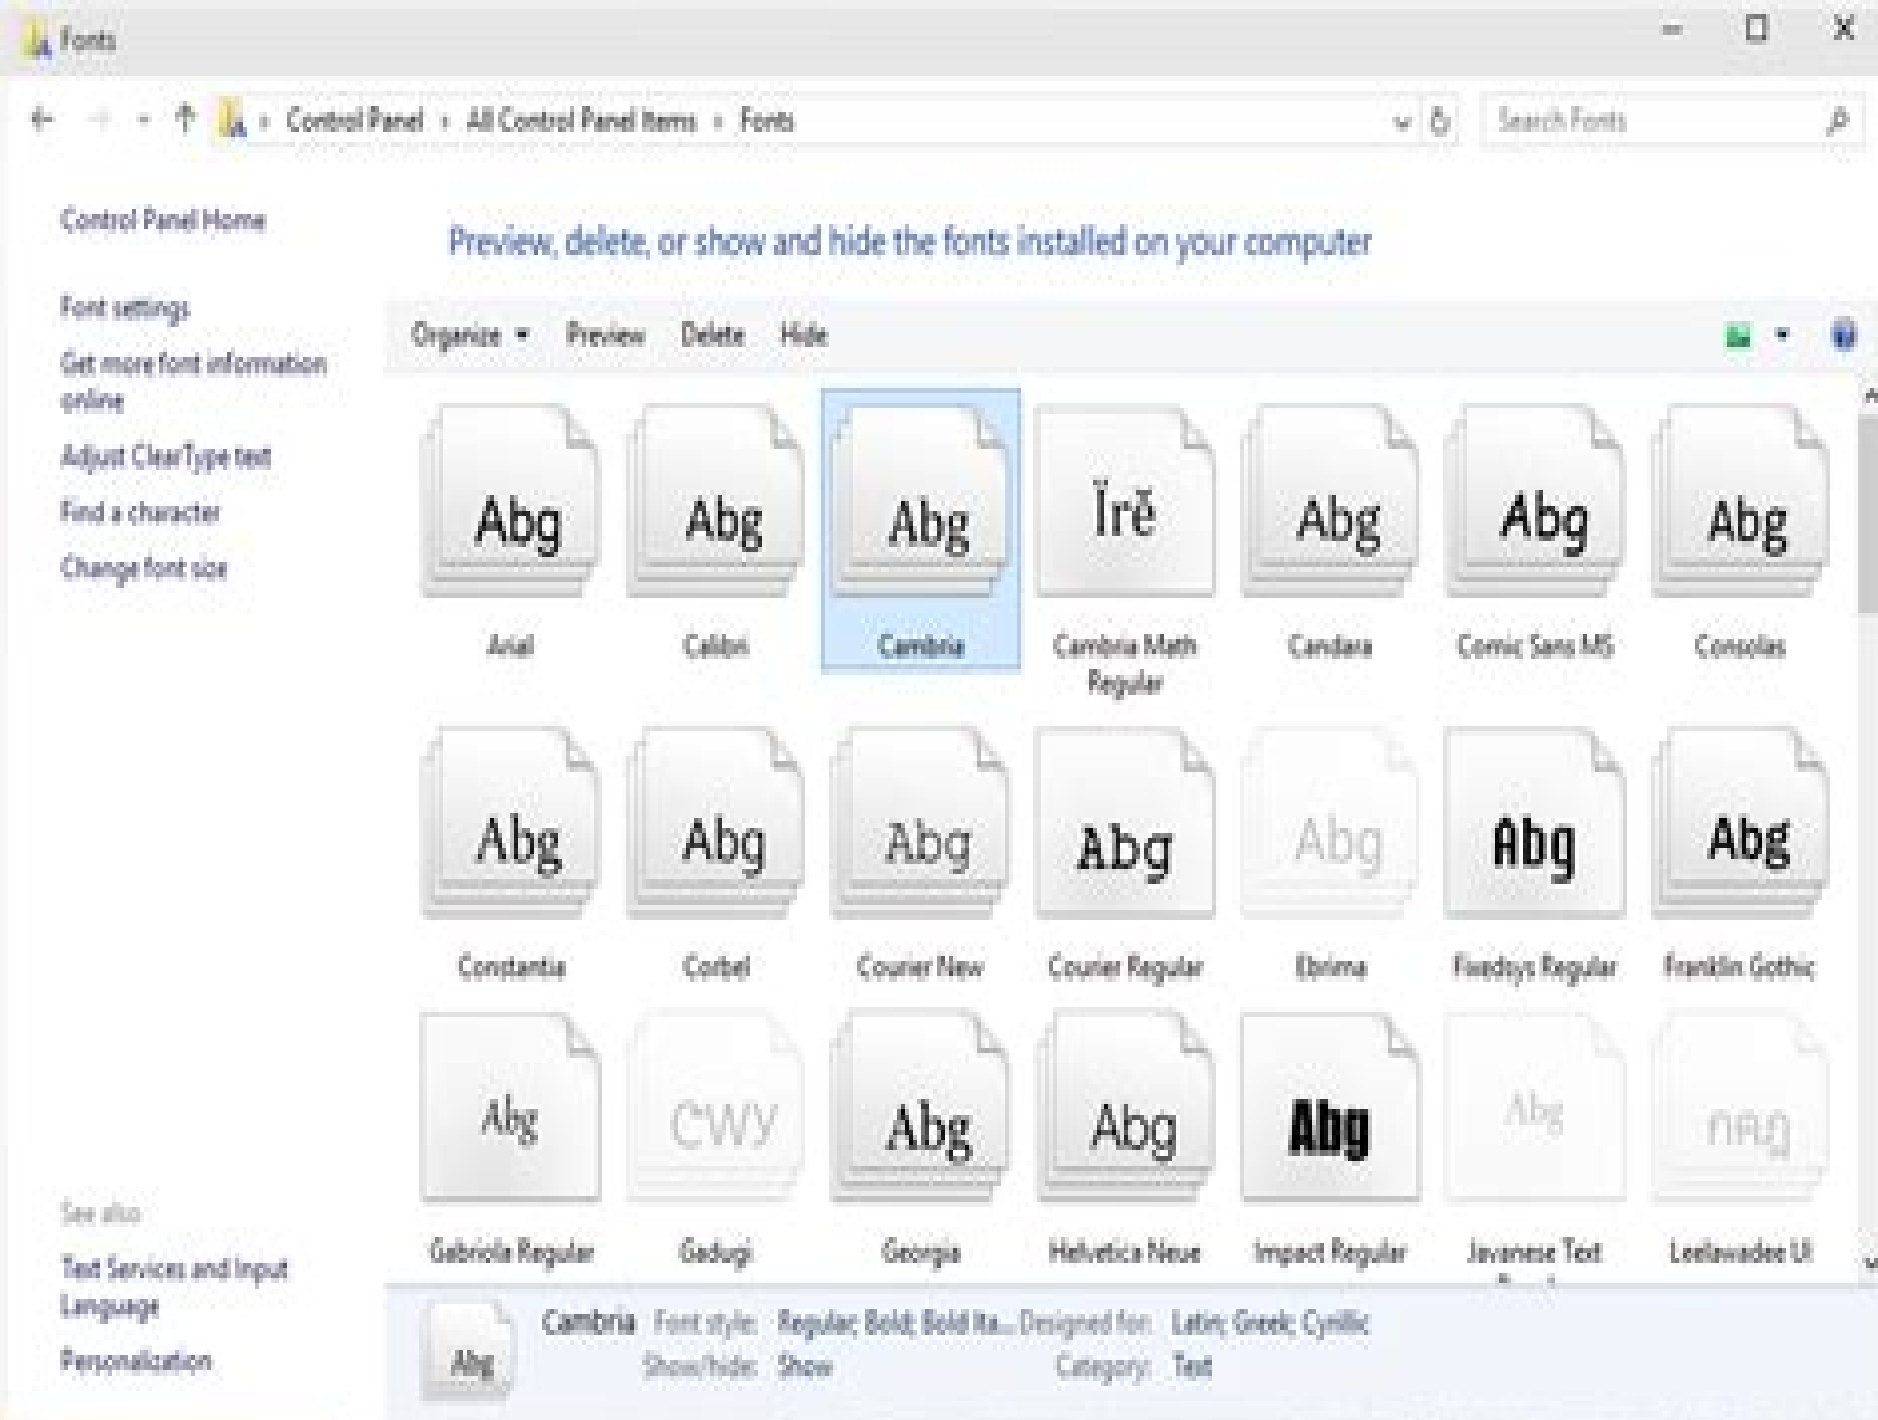 Fonts
Control Panel › All Control Panel Items › Fonts
Search Fonts
Control Panel Home
Font settings
Get more font information
online
Adjust ClearType text
Find a character
Change font size
See also
Text Services and Input
Language
Personalization
Preview, delete, or show and hide the fonts installed on your computer
Organize Preview Delete Hide
Abg Abg Abg Ïrĕ Abg Abg Abg
Arial Calibri Cambria Cambria Math Candara Comic Sans MS Consolas
Regular
Abg Abg Abg Abg Abg Abg Abg
Constantia Corbel Courier New Courier Regular Ebrima Fixedsys Regular Franklin Gothic
Abg Abg Abg Abg Abg
Gabriola Regular Gadugi Georgia Helvetica Neue Impact Regular Javanese Text Leelawadee UI
Abg
Cambria Font style: Regular; Bold; Bold Ita... Designed for: Latin; Greek; Cyrillic
Show/hide: Show Category: Text